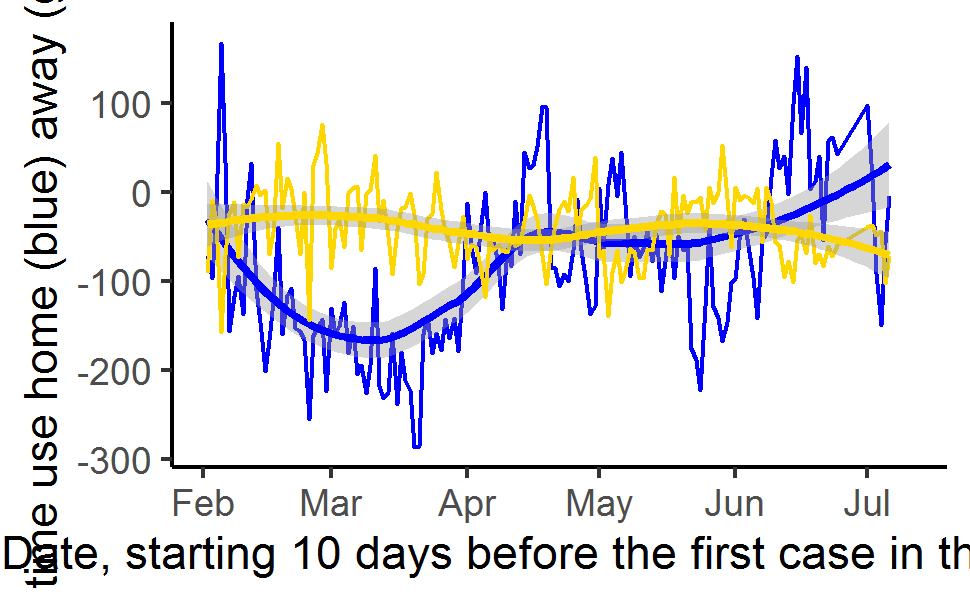 time use home (blue) away (
100
0
-100
-200
-300
Feb Mar Apr May Jun Jul
Date, starting 10 days before the first case in th